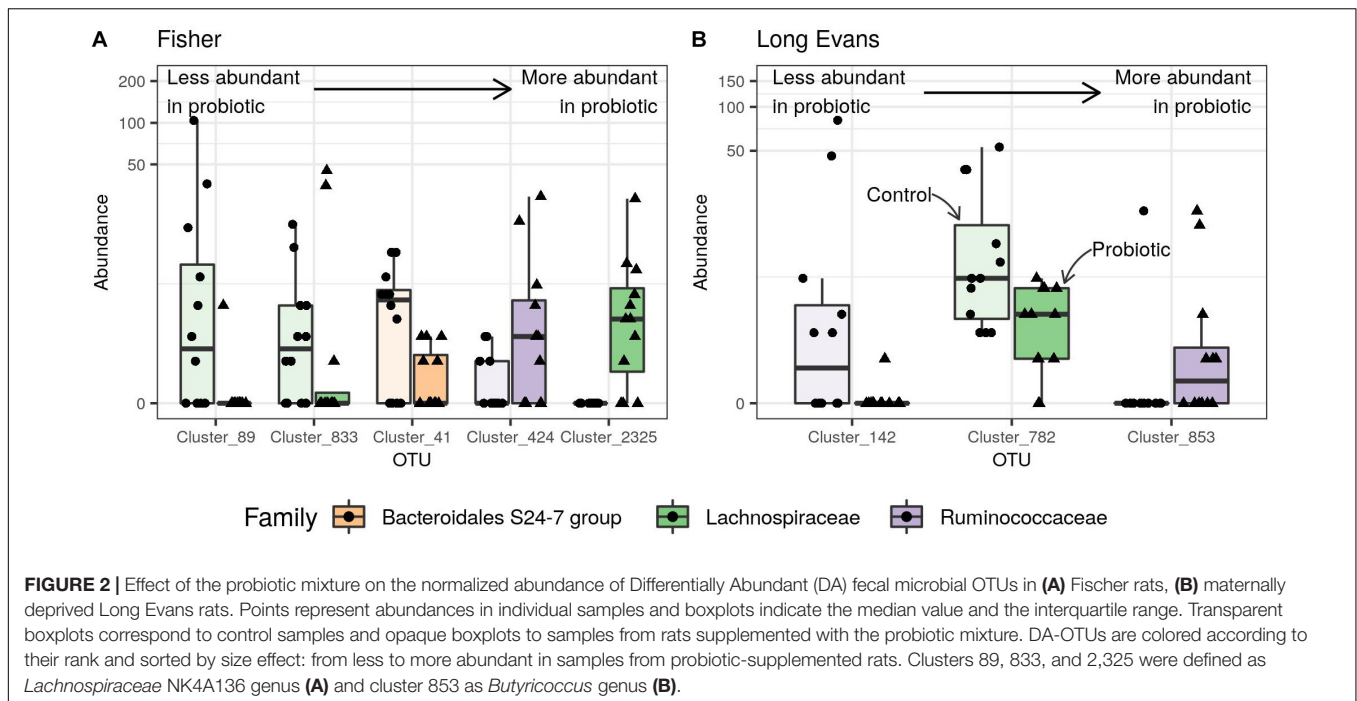 A Fisher
Less abundant in probiotic
More abundant in probiotic
200
100
50
0
Abundance
Cluster_89 Cluster_833 Cluster_41 Cluster_424 Cluster_2325
OTU
B Long Evans
Less abundant in probiotic
More abundant in probiotic
150
100
50
0
Abundance
Control
Probiotic
Cluster_142 Cluster_782 Cluster_853
OTU
Family Bacteroidales S24-7 group Lachnospiraceae Ruminococcaceae
FIGURE 2 | Effect of the probiotic mixture on the normalized abundance of Differentially Abundant (DA) fecal microbial OTUs in (A) Fischer rats, (B) maternally
deprived Long Evans rats. Points represent abundances in individual samples and boxplots indicate the median value and the interquartile range. Transparent
boxplots correspond to control samples and opaque boxplots to samples from rats supplemented with the probiotic mixture. DA-OTUs are colored according to
their rank and sorted by size effect: from less to more abundant in samples from probiotic-supplemented rats. Clusters 89, 833, and 2,325 were defined as
Lachnospiraceae NK4A136 genus (A) and cluster 853 as Butyricoccus genus (B).